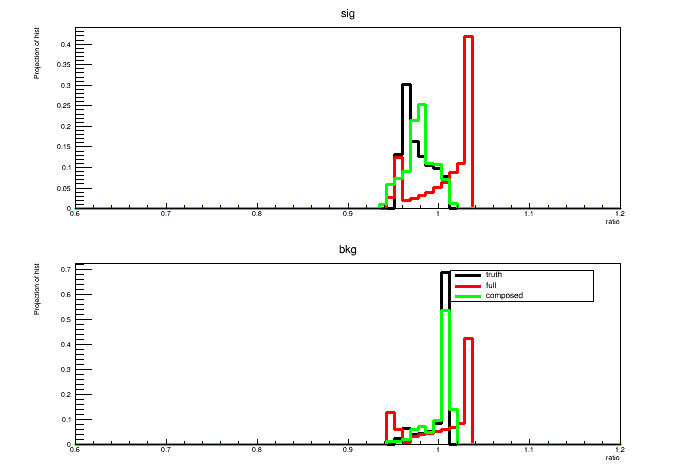 sig
Projection of hist
0.4
0.35
0.3
0.25
0.2
0.15
0.1
0.05
0
0.6 0.7 0.8 0.9 1 1.1 1.2
ratio
bkg
Projection of hist
0.7
0.6
0.5
0.4
0.3
0.2
0.1
0
truth
full
composed
0.6 0.7 0.8 0.9 1 1.1 1.2
ratio